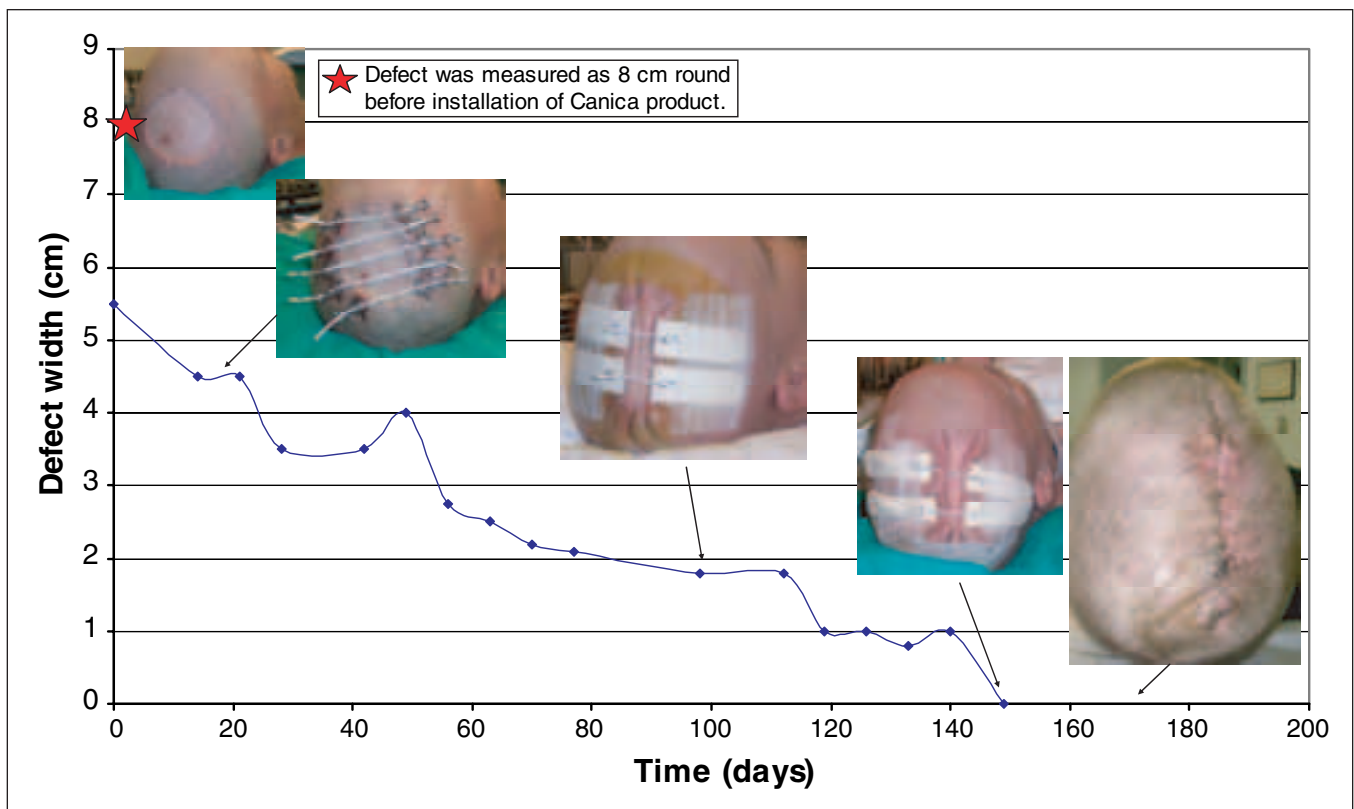 9
8
7
6
5
4
3
2
1
0
Defect width (cm)
Defect was measured as 8 cm round
before installation of Canica product.
0 20 40 60 80 100 120 140 160 180 200
Time (days)